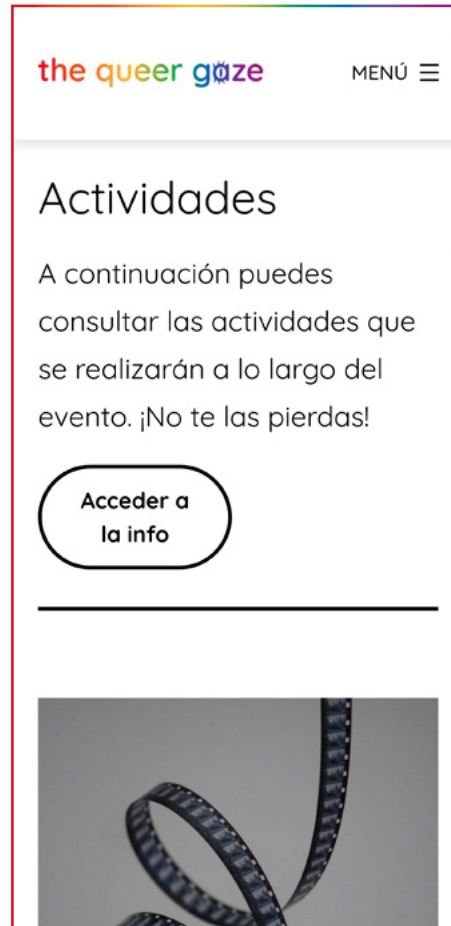 the queer gaze
MENÚ
Actividades
A continuación puedes
consultar las actividades que
se realizarán a lo largo del
evento. ¡No te las pierdas!
Acceder a
la info